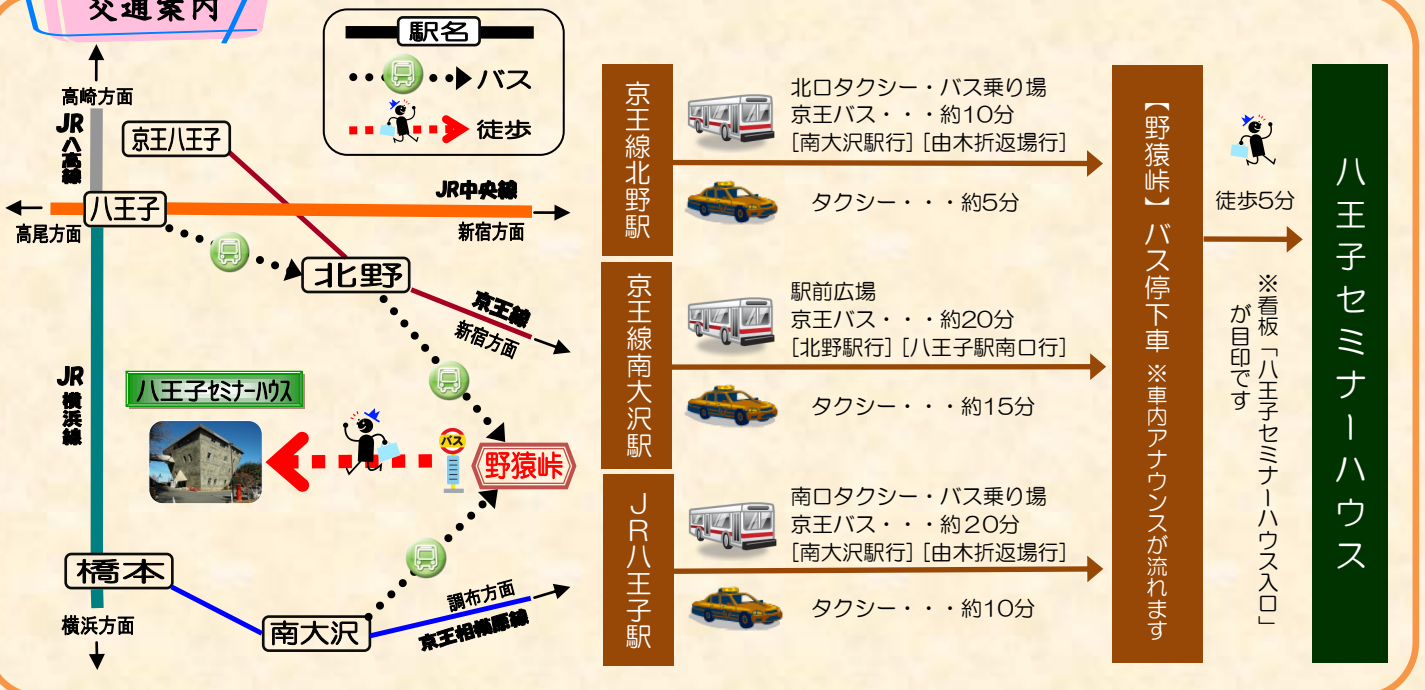 交通案内
駅名
バス
徒歩
高崎方面
JR八高線
京王八王子
八王子
JR中央線
高尾方面
新宿方面
北野
京王線
新宿方面
JR横浜線
八王子セミナーハウス
バス
野猿峠
橋本
横浜方面
南大沢
調布方面
京王相模原線
京王線北野駅
北口タクシー・バス乗り場
京王バス・・・約10分
[南大沢駅行] [由木折返場行]
タクシー・・・約5分
京王線南大沢駅
駅前広場
京王バス・・・約20分
[北野駅行] [八王子駅南口行]
タクシー・・・約15分
JR八王子駅
南口タクシー・バス乗り場
京王バス・・・約20分
[南大沢駅行] [由木折返場行]
タクシー・・・約10分
【野猿峠】バス停下車 ※車内アナウンスが流れます
徒歩5分
※看板「八王子セミナーハウス入口」
が目印です
八王子セミナーハウス